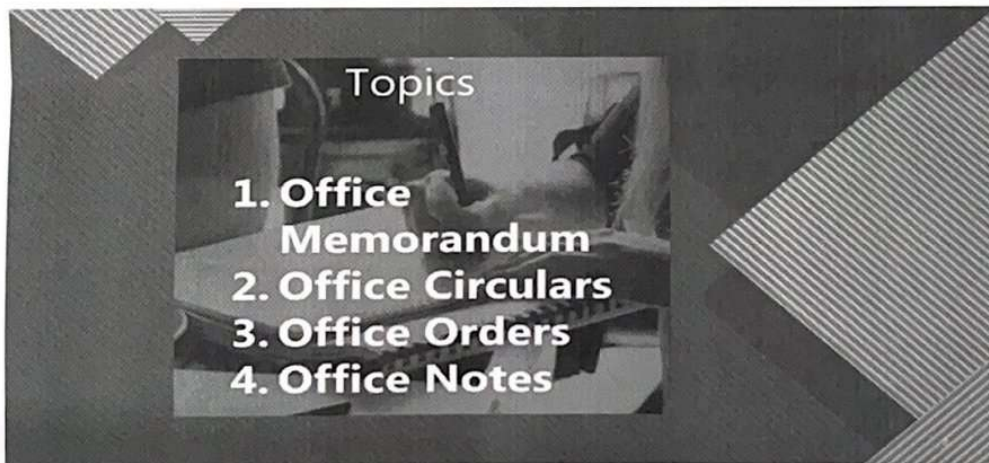 Topics
1. Office
Memorandum
2. Office Circulars
3. Office Orders
4. Office Notes